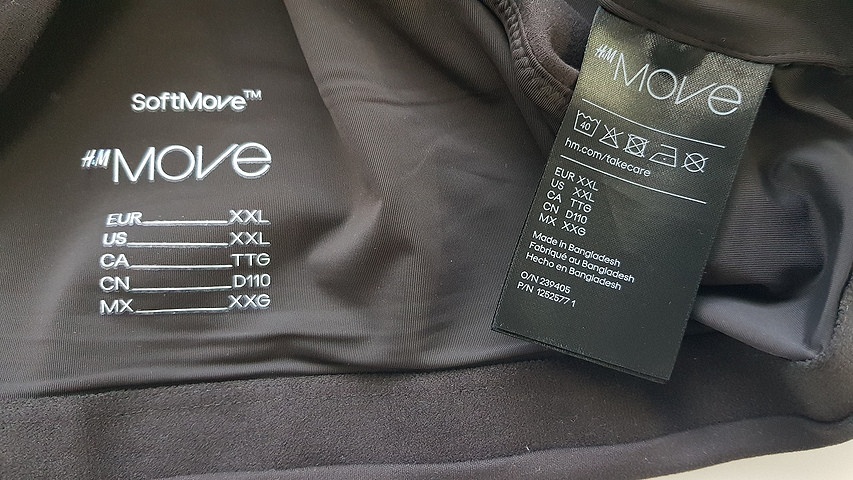 SoftMove™
H&M MOVE
EUR XXL
US XXL
CA TTG
CN D110
MX XXG
H&M MOVE
40
hm.com/takecare
EUR XXL
US XXL
CA TTG
CN D110
MX XXG
Made in Bangladesh
Fabriqué au Bangladesh
Hecho en Bangladesh
O/N 239405
P/N 1252577 1